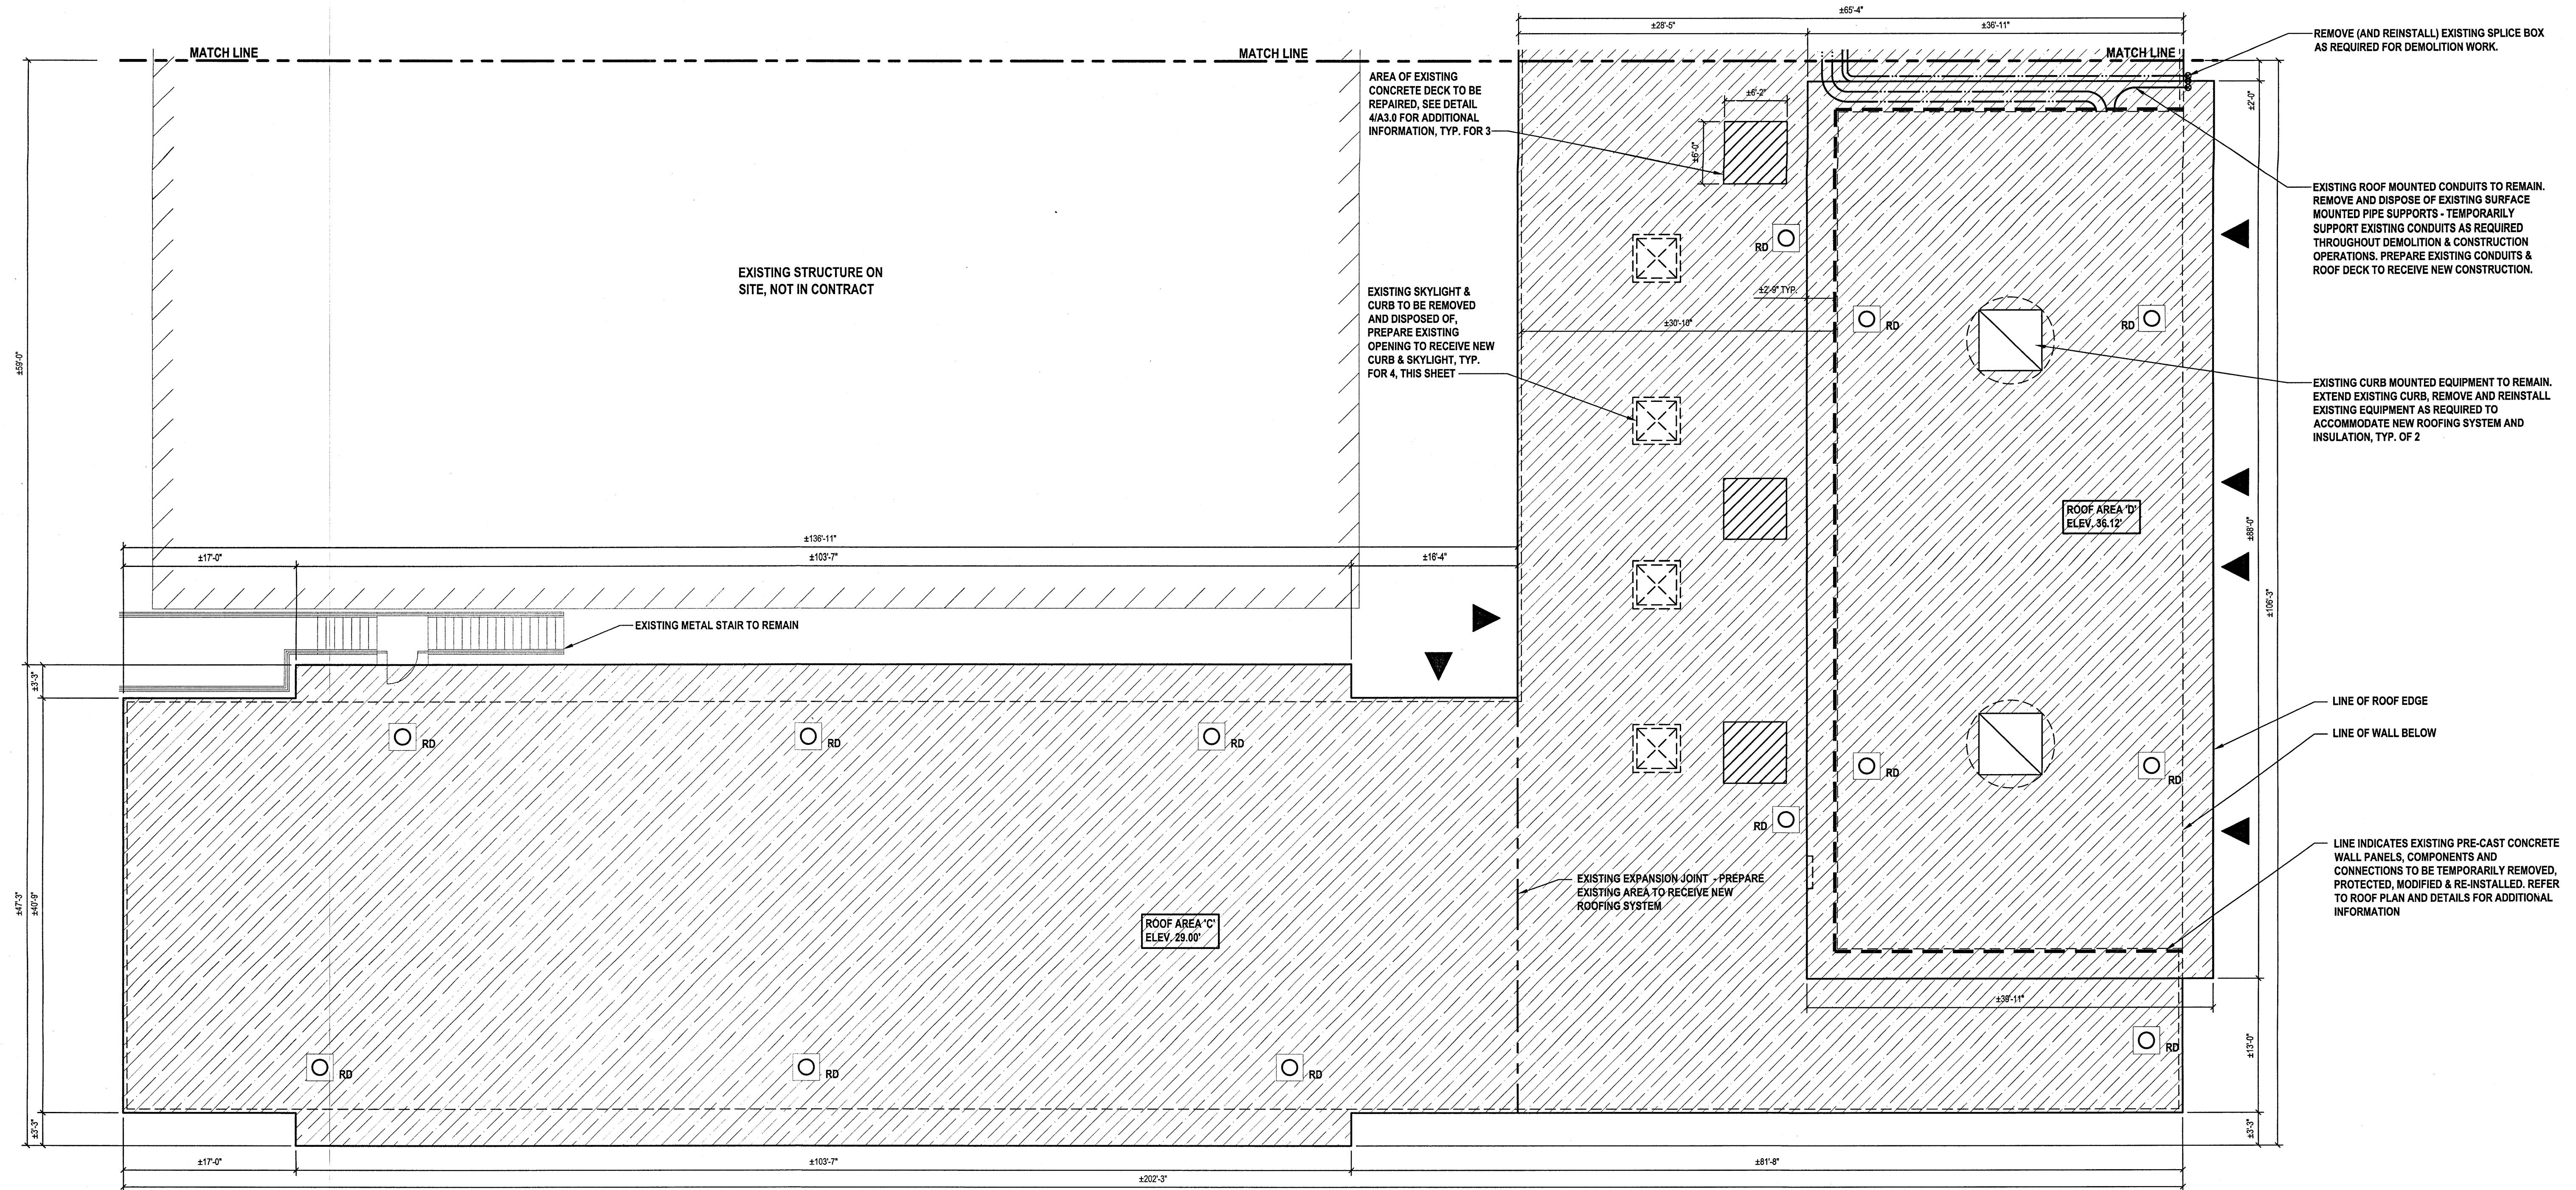 ±65'-4"
±28'-5"
±36'-11"
MATCH LINE
MATCH LINE
MATCH LINE
REMOVE (AND REINSTALL) EXISTING SPLICE BOX
AS REQUIRED FOR DEMOLITION WORK.
AREA OF EXISTING
CONCRETE DECK TO BE
REPAIRED, SEE DETAIL
4/A3.0 FOR ADDITIONAL
INFORMATION, TYP. FOR 3
±6'-2"
±6'-0"
±2'-0"
EXISTING ROOF MOUNTED CONDUITS TO REMAIN.
REMOVE AND DISPOSE OF EXISTING SURFACE
MOUNTED PIPE SUPPORTS - TEMPORARILY
SUPPORT EXISTING CONDUITS AS REQUIRED
THROUGHOUT DEMOLITION & CONSTRUCTION
OPERATIONS. PREPARE EXISTING CONDUITS &
ROOF DECK TO RECEIVE NEW CONSTRUCTION.
EXISTING STRUCTURE ON
SITE, NOT IN CONTRACT
RD
EXISTING SKYLIGHT &
CURB TO BE REMOVED
AND DISPOSED OF,
PREPARE EXISTING
OPENING TO RECEIVE NEW
CURB & SKYLIGHT, TYP.
FOR 4, THIS SHEET
±2'-9" TYP.
±30'-10"
RD
RD
±59'-0"
EXISTING CURB MOUNTED EQUIPMENT TO REMAIN.
EXTEND EXISTING CURB, REMOVE AND REINSTALL
EXISTING EQUIPMENT AS REQUIRED TO
ACCOMMODATE NEW ROOFING SYSTEM AND
INSULATION, TYP. OF 2
ROOF AREA 'D'
ELEV. 36.12'
±88'-0"
±106'-3"
±136'-11"
±17'-0"
±103'-7"
±16'-4"
EXISTING METAL STAIR TO REMAIN
±3'-3"
LINE OF ROOF EDGE
LINE OF WALL BELOW
RD
RD
RD
RD
RD
RD
LINE INDICATES EXISTING PRE-CAST CONCRETE
WALL PANELS, COMPONENTS AND
CONNECTIONS TO BE TEMPORARILY REMOVED,
PROTECTED, MODIFIED & RE-INSTALLED. REFER
TO ROOF PLAN AND DETAILS FOR ADDITIONAL
INFORMATION
EXISTING EXPANSION JOINT - PREPARE
EXISTING AREA TO RECEIVE NEW
ROOFING SYSTEM
±47'-3"
±40'-9"
ROOF AREA 'C'
ELEV. 29.00'
±39'-11"
RD
RD
RD
RD
±13'-0"
±3'-3"
±3'-3"
±17'-0"
±103'-7"
±81'-8"
±202'-3"